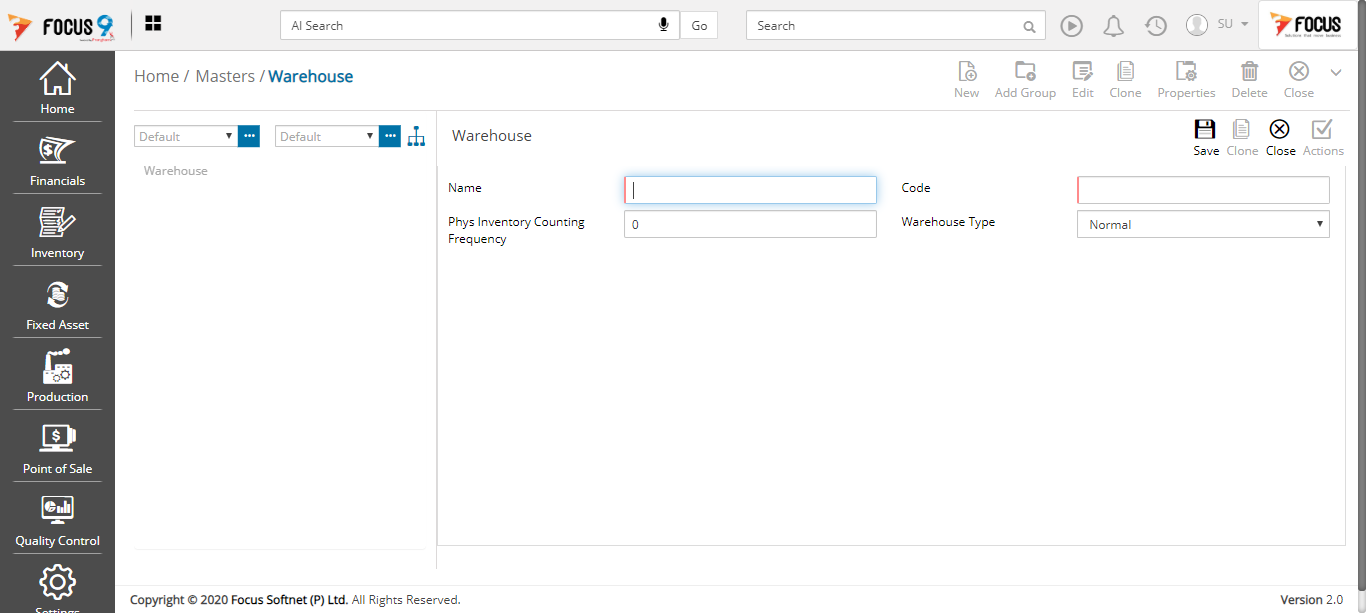 FOCUS 9
AI Search
Go
Search
SU
FOCUS
Home / Masters / Warehouse
New
Add Group
Edit
Clone
Properties
Delete
Close
Home
Financials
Inventory
Fixed Asset
Production
Point of Sale
Quality Control
Settings
Default
Default
Warehouse
Warehouse
Save
Clone
Close
Actions
Name
Code
Phys Inventory Counting
Frequency
0
Warehouse Type
Normal
Copyright © 2020 Focus Softnet (P) Ltd. All Rights Reserved.
Version 2.0